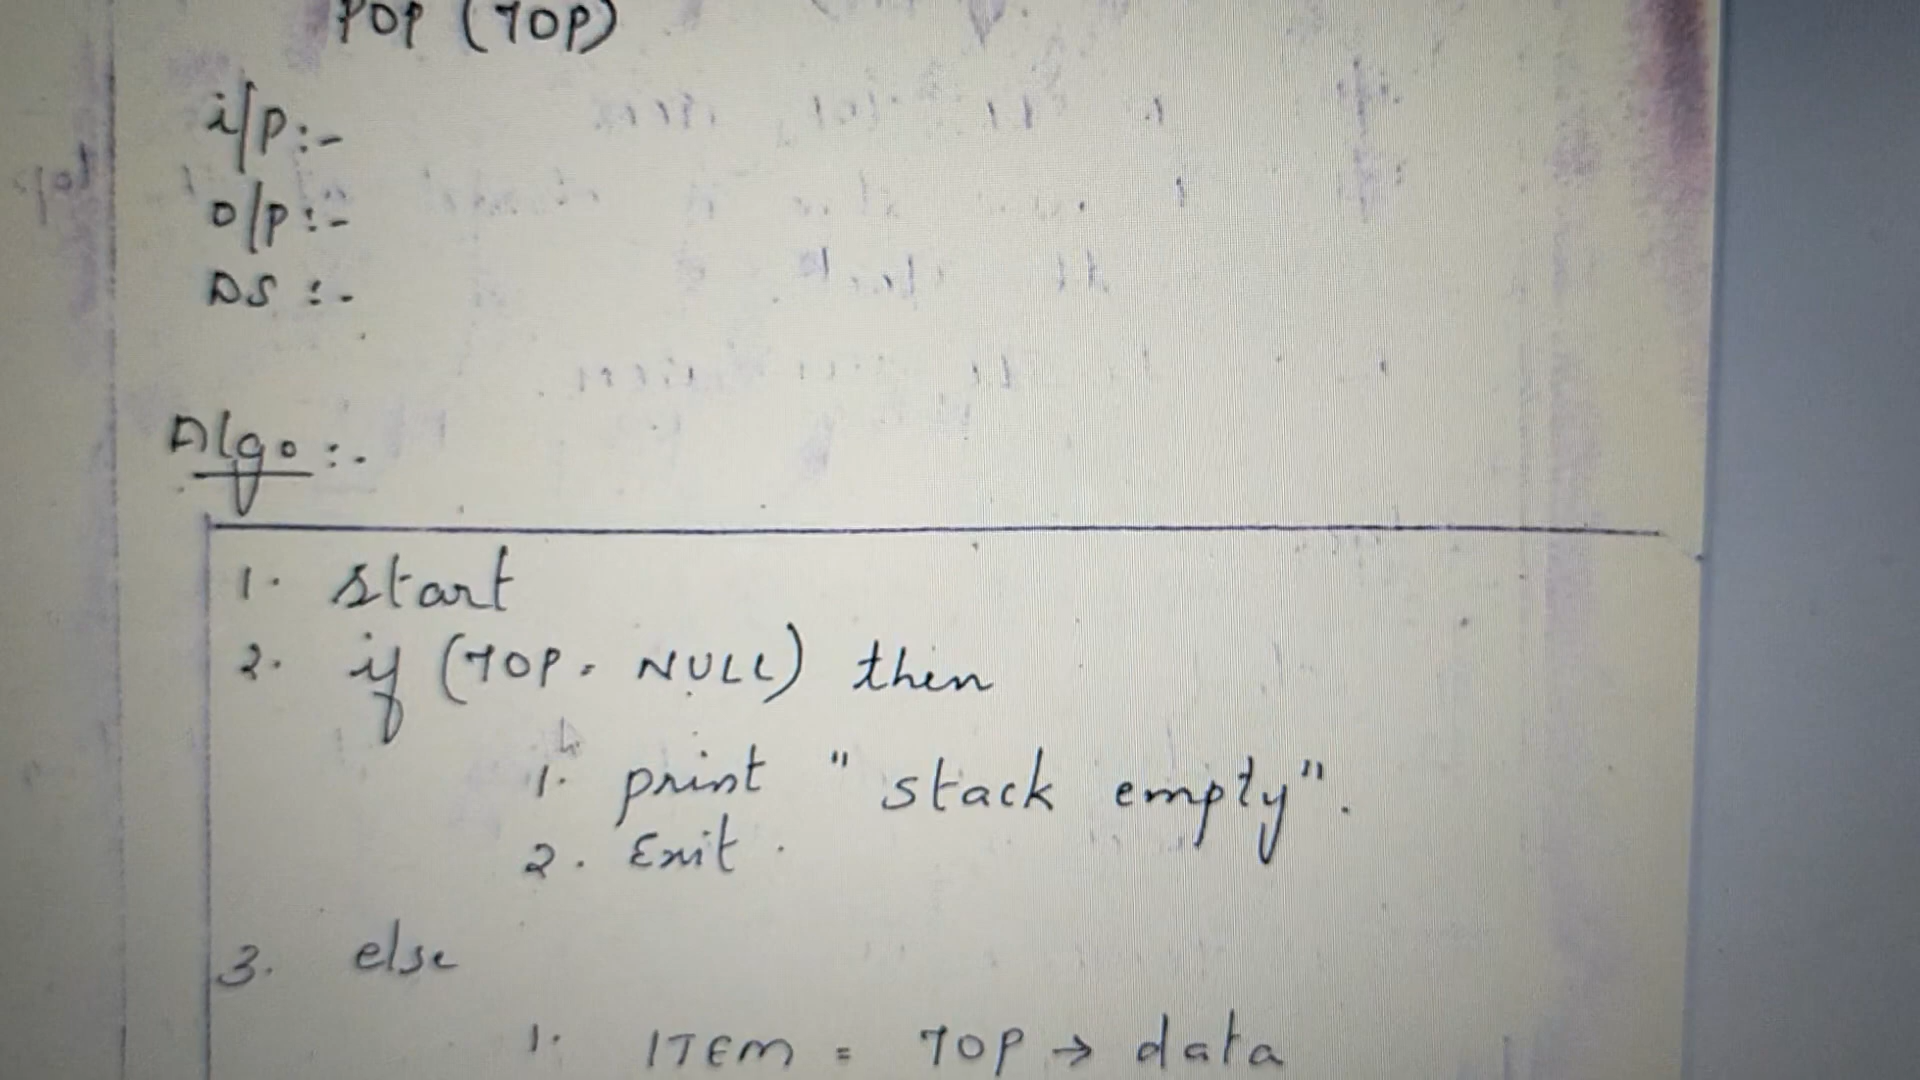 POP (TOP)
i/p:-
o/p:-
DS :-
Algo :-
1. start
2. if (TOP = NULL) then
1. print "stack empty".
2. Exit.
3. else
1. ITEM = TOP → data